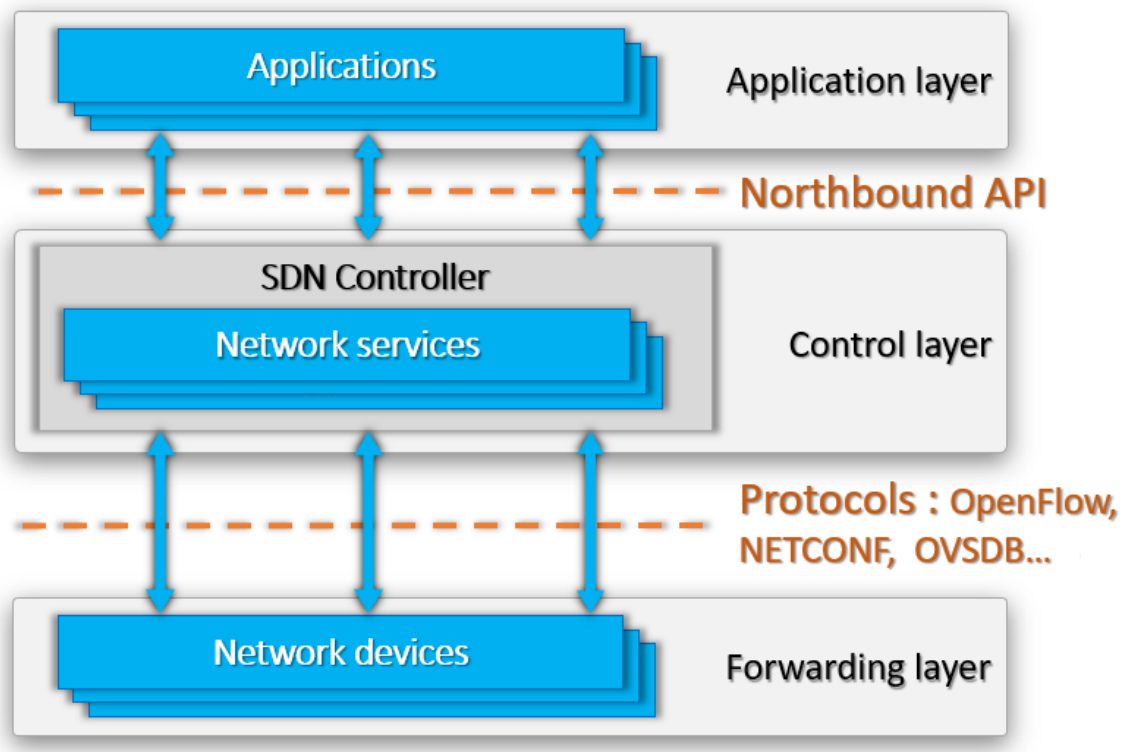 Applications
Application layer
Northbound API
SDN Controller
Network services
Control layer
Protocols : OpenFlow,
NETCONF, OVSDB...
Network devices
Forwarding layer